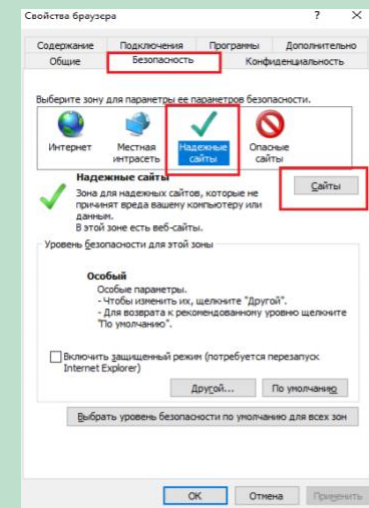 Свойства браузера ? ×
Содержание Подключения Программы Дополнительно
Общие Безопасность Конфиденциальность
Выберите зону для параметры ее параметров безопасности.
Интернет Местная интрасеть Надежные сайты Опасные сайты
Надежные сайты
Сайты
Зона для надежных сайтов, которые не
причинят вреда вашему компьютеру или
данным.
В этой зоне есть веб-сайты.
Уровень безопасности для этой зоны
Особый
Особые параметры.
- Чтобы изменить их, щелкните "Другой".
- Для возврата к рекомендованному уровню щелкните
"По умолчанию".
Включить защищенный режим (потребуется перезапуск
Internet Explorer)
Другой... По умолчанию
Выбрать уровень безопасности по умолчанию для всех зон
OK Отмена Применить